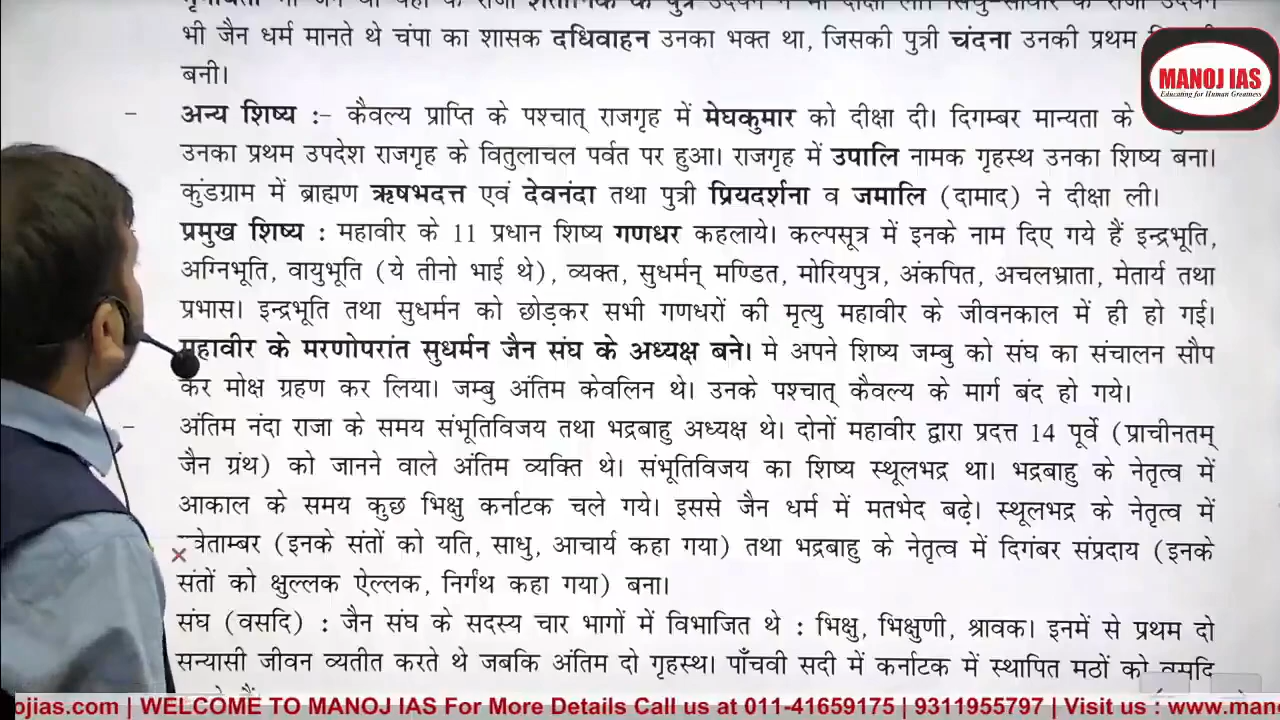 भी जैन धर्म मानते थे चंपा का शासक दधिवाहन उनका भक्त था, जिसकी पुत्री चंदना उनकी प्रथम
बनी।
MANOJ IAS
Educating for Human Greatness
– अन्य शिष्य :- कैवल्य प्राप्ति के पश्चात् राजगृह में मेघकुमार को दीक्षा दी। दिगम्बर मान्यता के
उनका प्रथम उपदेश राजगृह के वितुलाचल पर्वत पर हुआ। राजगृह में उपालि नामक गृहस्थ उनका शिष्य बना।
कुंडग्राम में ब्राह्मण ऋषभदत्त एवं देवनंदा तथा पुत्री प्रियदर्शना व जमालि (दामाद) ने दीक्षा ली।
प्रमुख शिष्य : महावीर के 11 प्रधान शिष्य गणधर कहलाये। कल्पसूत्र में इनके नाम दिए गये हैं इन्द्रभूति,
अग्निभूति, वायुभूति (ये तीनो भाई थे), व्यक्त, सुधर्मन् मण्डित, मोरियपुत्र, अंकपित, अचलभ्राता, मेतार्य तथा
प्रभास। इन्द्रभूति तथा सुधर्मन को छोड़कर सभी गणधरों की मृत्यु महावीर के जीवनकाल में ही हो गई।
महावीर के मरणोपरांत सुधर्मन जैन संघ के अध्यक्ष बने। मे अपने शिष्य जम्बु को संघ का संचालन सौप
कर मोक्ष ग्रहण कर लिया। जम्बु अंतिम केवलिन थे। उनके पश्चात् कैवल्य के मार्ग बंद हो गये।
– अंतिम नंदा राजा के समय संभूतिविजय तथा भद्रबाहु अध्यक्ष थे। दोनों महावीर द्वारा प्रदत्त 14 पूर्वे (प्राचीनतम्
जैन ग्रंथ) को जानने वाले अंतिम व्यक्ति थे। संभूतिविजय का शिष्य स्थूलभद्र था। भद्रबाहु के नेतृत्व में
आकाल के समय कुछ भिक्षु कर्नाटक चले गये। इससे जैन धर्म में मतभेद बढ़े। स्थूलभद्र के नेतृत्व में
(इनके संतों को यति, साधु, आचार्य कहा गया) तथा भद्रबाहु के नेतृत्व में दिगंबर संप्रदाय (इनके
संतों को क्षुल्लक ऐल्लक, निर्गंथ कहा गया) बना।
संघ (वसदि) : जैन संघ के सदस्य चार भागों में विभाजित थे : भिक्षु, भिक्षुणी, श्रावक। इनमें से प्रथम दो
सन्यासी जीवन व्यतीत करते थे जबकि अंतिम दो गृहस्थ। पाँचवी सदी में कर्नाटक में स्थापित मठों को
ojias.com | WELCOME TO MANOJ IAS For More Details Call us at 011-41659175 | 9311955797 | Visit us : www.man